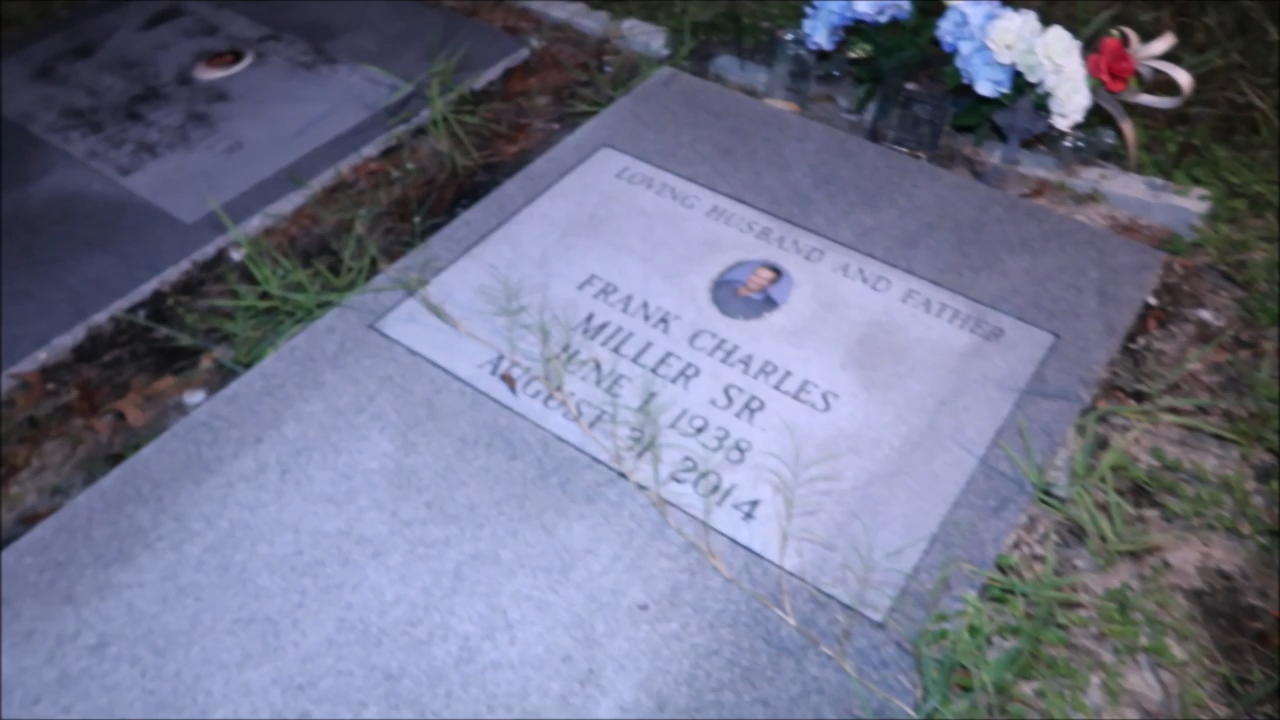 LOVING HUSBAND AND FATHER
FRANK CHARLES
MILLER SR.
JUNE 1, 1938
AUGUST 31, 2014